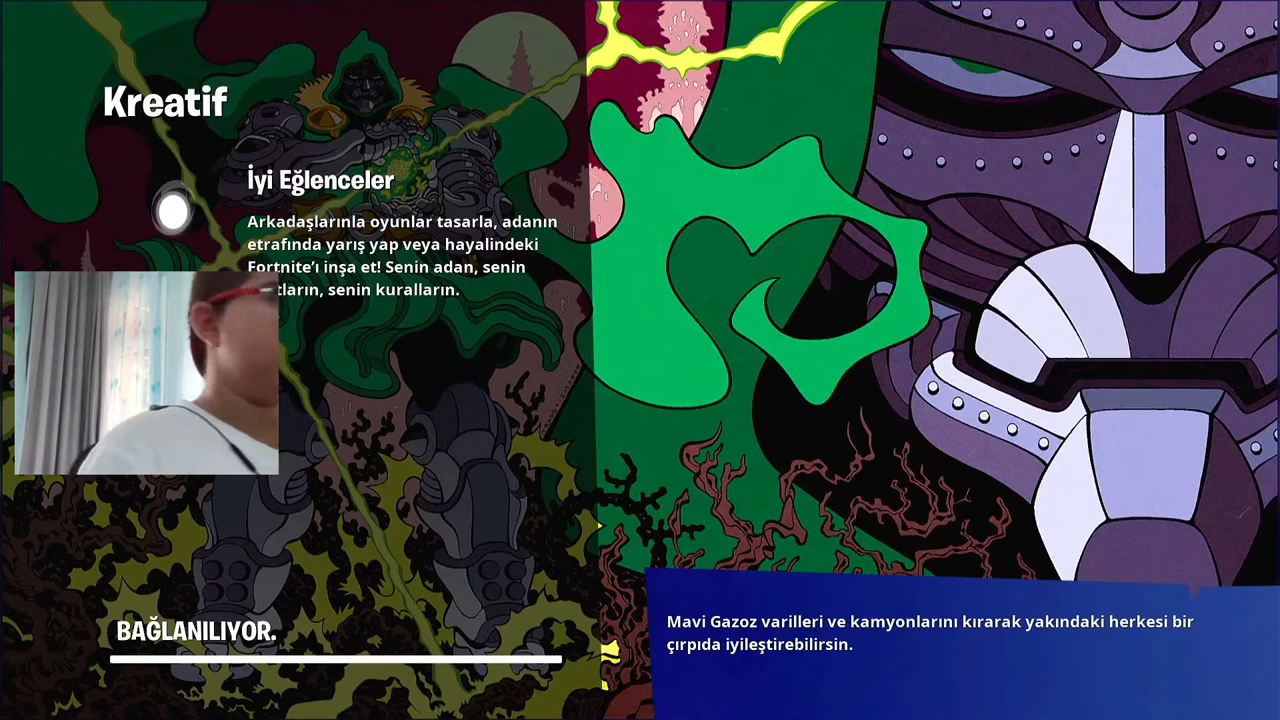 Kreatif
İyi Eğlenceler
Arkadaşlarınla oyunlar tasarla, adanın
etrafında yarış yap veya hayalindeki
Fortnite'ı inşa et! Senin adan, senin
senin kuralların.
BAĞLANILIYOR.
Mavi Gazoz varilleri ve kamyonlarını kırarak yakındaki herkesi bir
çırpıda iyileştirebilirsin.